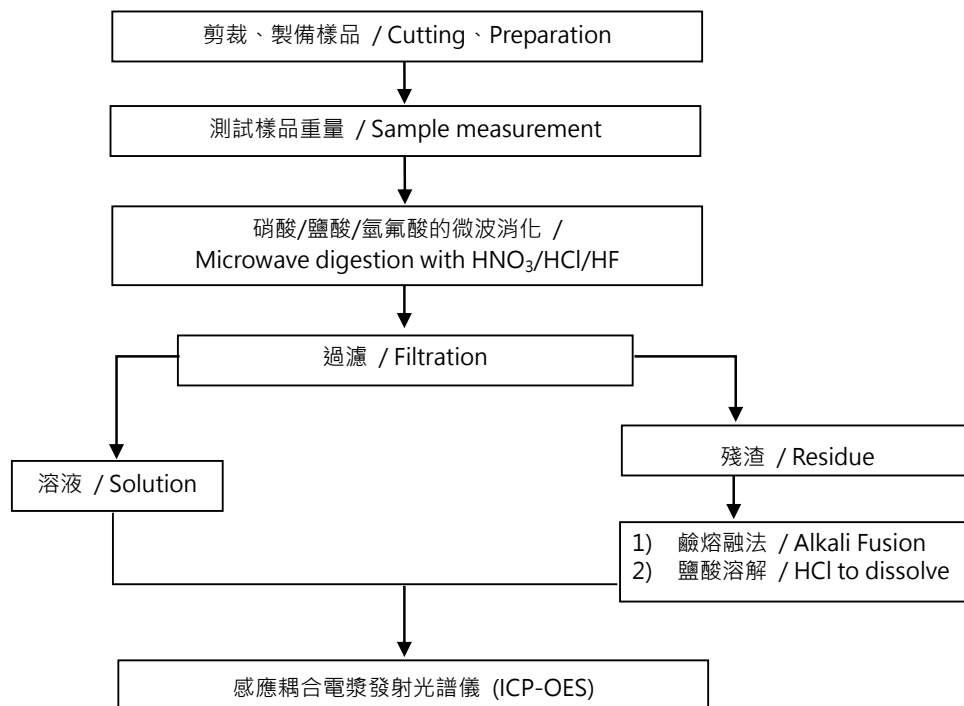 剪裁、製備樣品 / Cutting、Preparation
測試樣品重量 / Sample measurement
硝酸/鹽酸/氫氟酸的微波消化 /
Microwave digestion with HNO₃/HCl/HF
過濾 / Filtration
溶液 / Solution
殘渣 / Residue
1) 鹼熔融法 / Alkali Fusion
2) 鹽酸溶解 / HCl to dissolve
感應耦合電漿發射光譜儀 (ICP-OES)